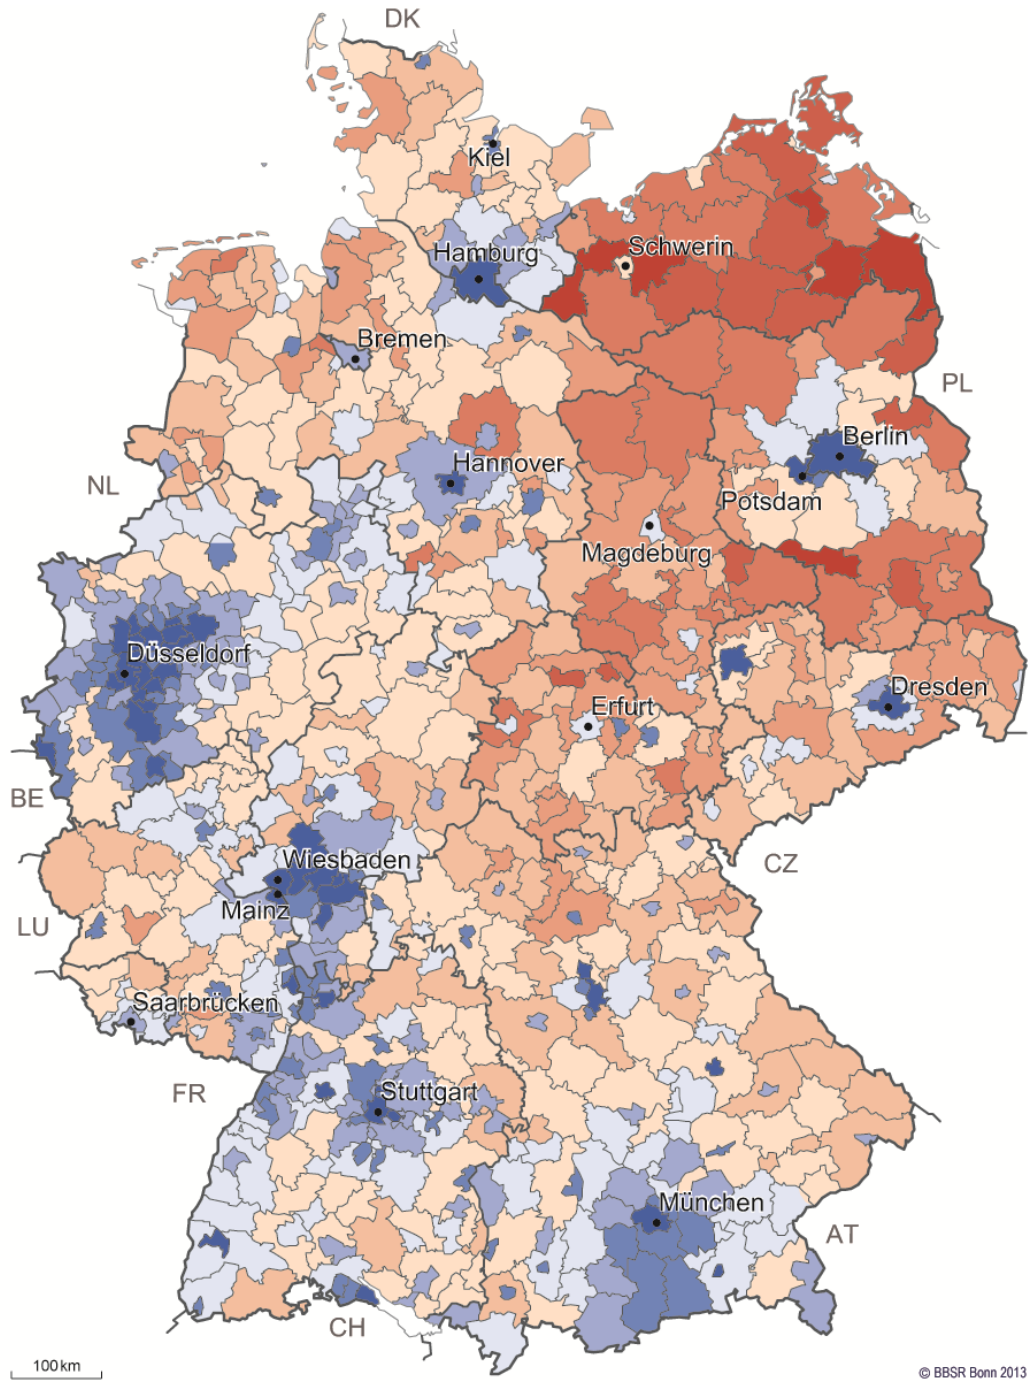 DK
Kiel
Schwerin
Hamburg
Bremen
PL
Berlin
Hannover
NL
Potsdam
Magdeburg
Düsseldorf
Dresden
Erfurt
BE
Wiesbaden
CZ
Mainz
LU
Saarbrücken
FR
Stuttgart
München
AT
CH
100 km
© BBSR Bonn 2013